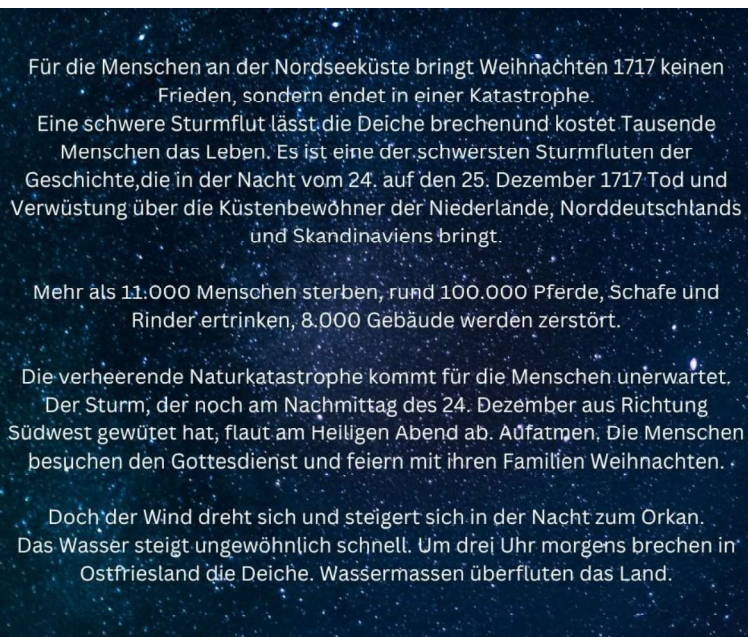 Für die Menschen an der Nordseeküste bringt Weihnachten 1717 keinen
Frieden, sondern endet in einer Katastrophe.
Eine schwere Sturmflut lässt die Deiche brechenund kostet Tausende
Menschen das Leben. Es ist eine der schwersten Sturmfluten der
Geschichte,die in der Nacht vom 24. auf den 25. Dezember 1717 Tod und
Verwüstung über die Küstenbewohner der Niederlande, Norddeutschlands
und Skandinaviens bringt.
Mehr als 11.000 Menschen sterben, rund 100.000 Pferde, Schafe und
Rinder ertrinken, 8.000 Gebäude werden zerstört.
Die verheerende Naturkatastrophe kommt für die Menschen unerwartet.
Der Sturm, der noch am Nachmittag des 24. Dezember aus Richtung
Südwest gewütet hat, flaut am Heiligen Abend ab. Aufatmen. Die Menschen
besuchen den Gottesdienst und feiern mit ihren Familien Weihnachten.
Doch der Wind dreht sich und steigert sich in der Nacht zum Orkan.
Das Wasser steigt ungewöhnlich schnell. Um drei Uhr morgens brechen in
Ostfriesland die Deiche. Wassermassen überfluten das Land.